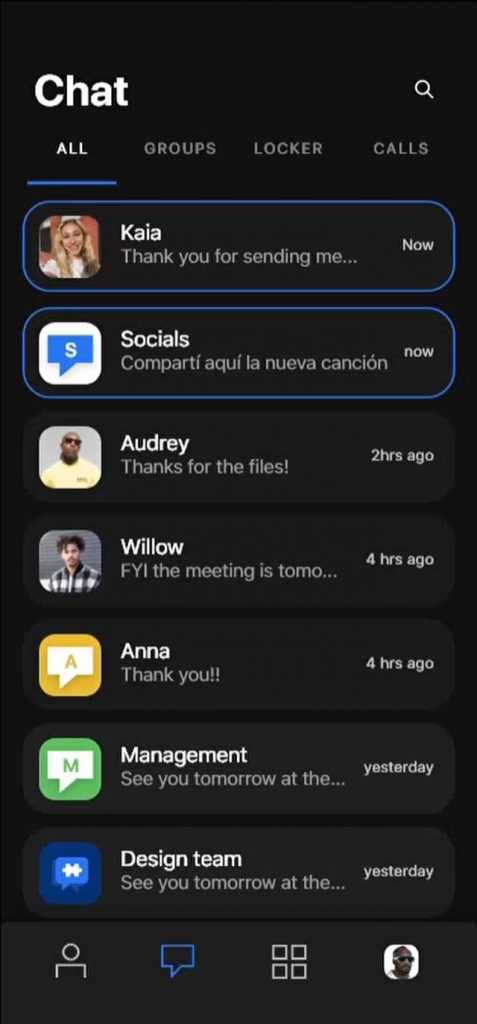 Chat
ALL GROUPS LOCKER CALLS
Kaia
Thank you for sending me...
Now
S
Socials
Compartí aquí la nueva canción
now
Audrey
Thanks for the files!
2hrs ago
Willow
FYI the meeting is tomo...
4 hrs ago
A
Anna
Thank you!!
4 hrs ago
M
Management
See you tomorrow at the...
yesterday
Design team
See you tomorrow at the...
yesterday